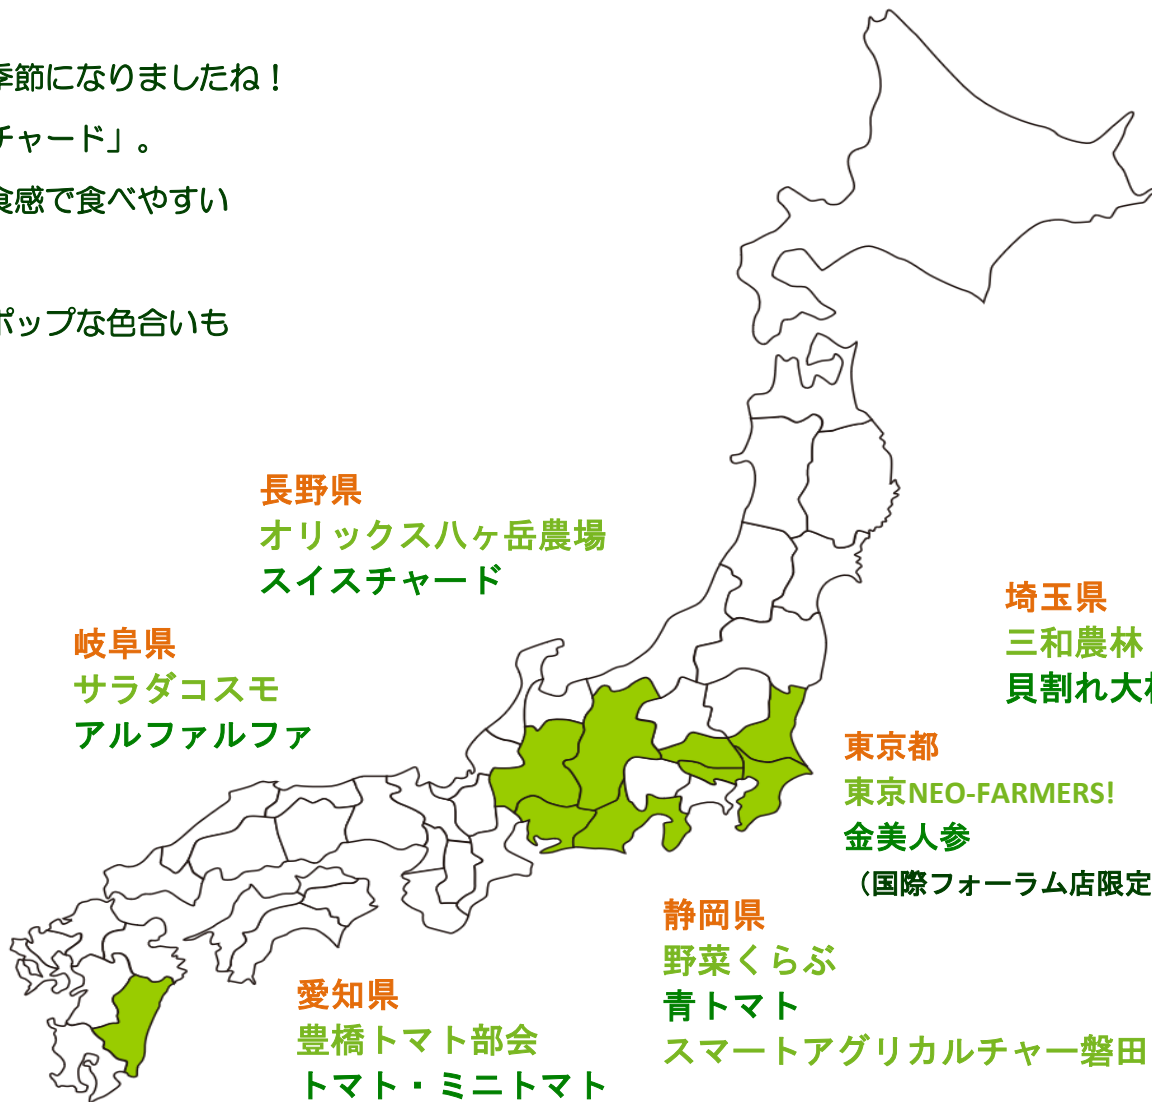 季節になりましたね！
チャード」。
食感で食べやすい
ポップな色合いも
長野県
オリックス八ヶ岳農場
スイスチャード
岐阜県
サラダコスモ
アルファルファ
埼玉県
三和農林
貝割れ大
東京都
東京NEO-FARMERS!
金美人参
（国際フォーラム店限定
静岡県
野菜くらぶ
青トマト
スマートアグリカルチャー磐田
愛知県
豊橋トマト部会
トマト・ミニトマト